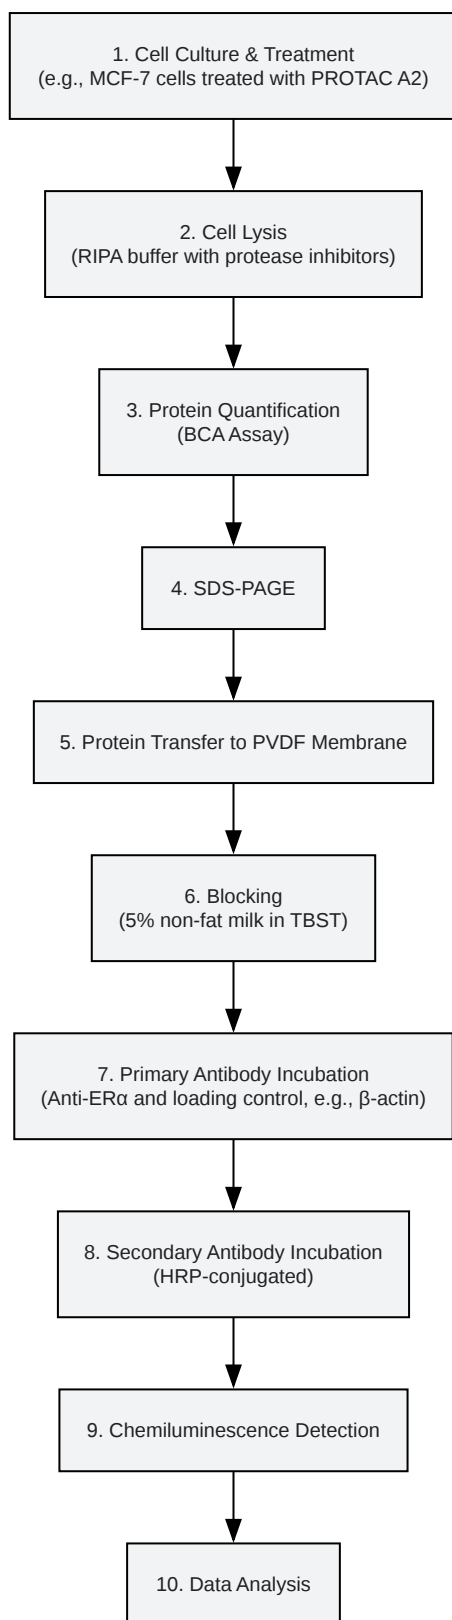 1. Cell Culture & Treatment
(e.g., MCF-7 cells treated with PROTAC A2)
2. Cell Lysis
(RIPA buffer with protease inhibitors)
3. Protein Quantification
(BCA Assay)
4. SDS-PAGE
5. Protein Transfer to PVDF Membrane
6. Blocking
(5% non-fat milk in TBST)
7. Primary Antibody Incubation
(Anti-ERα and loading control, e.g., β-actin)
8. Secondary Antibody Incubation
(HRP-conjugated)
9. Chemiluminescence Detection
10. Data Analysis